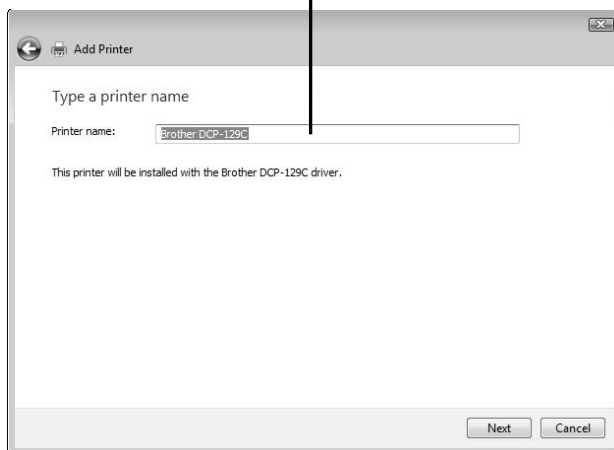 Add Printer
Type a printer name
Printer name: Brother DCP-129C
This printer will be installed with the Brother DCP-129C driver.
Next Cancel